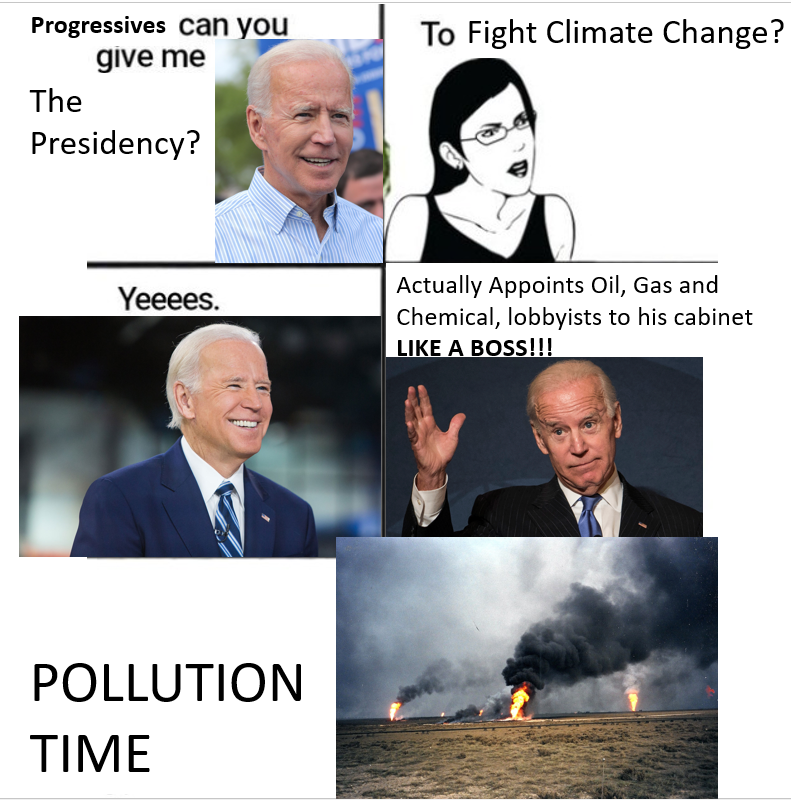 Progressives can you
give me
The
Presidency?
To Fight Climate Change?
Yeeees.
Actually Appoints Oil, Gas and
Chemical, lobbyists to his cabinet
LIKE A BOSS!!!
POLLUTION
TIME